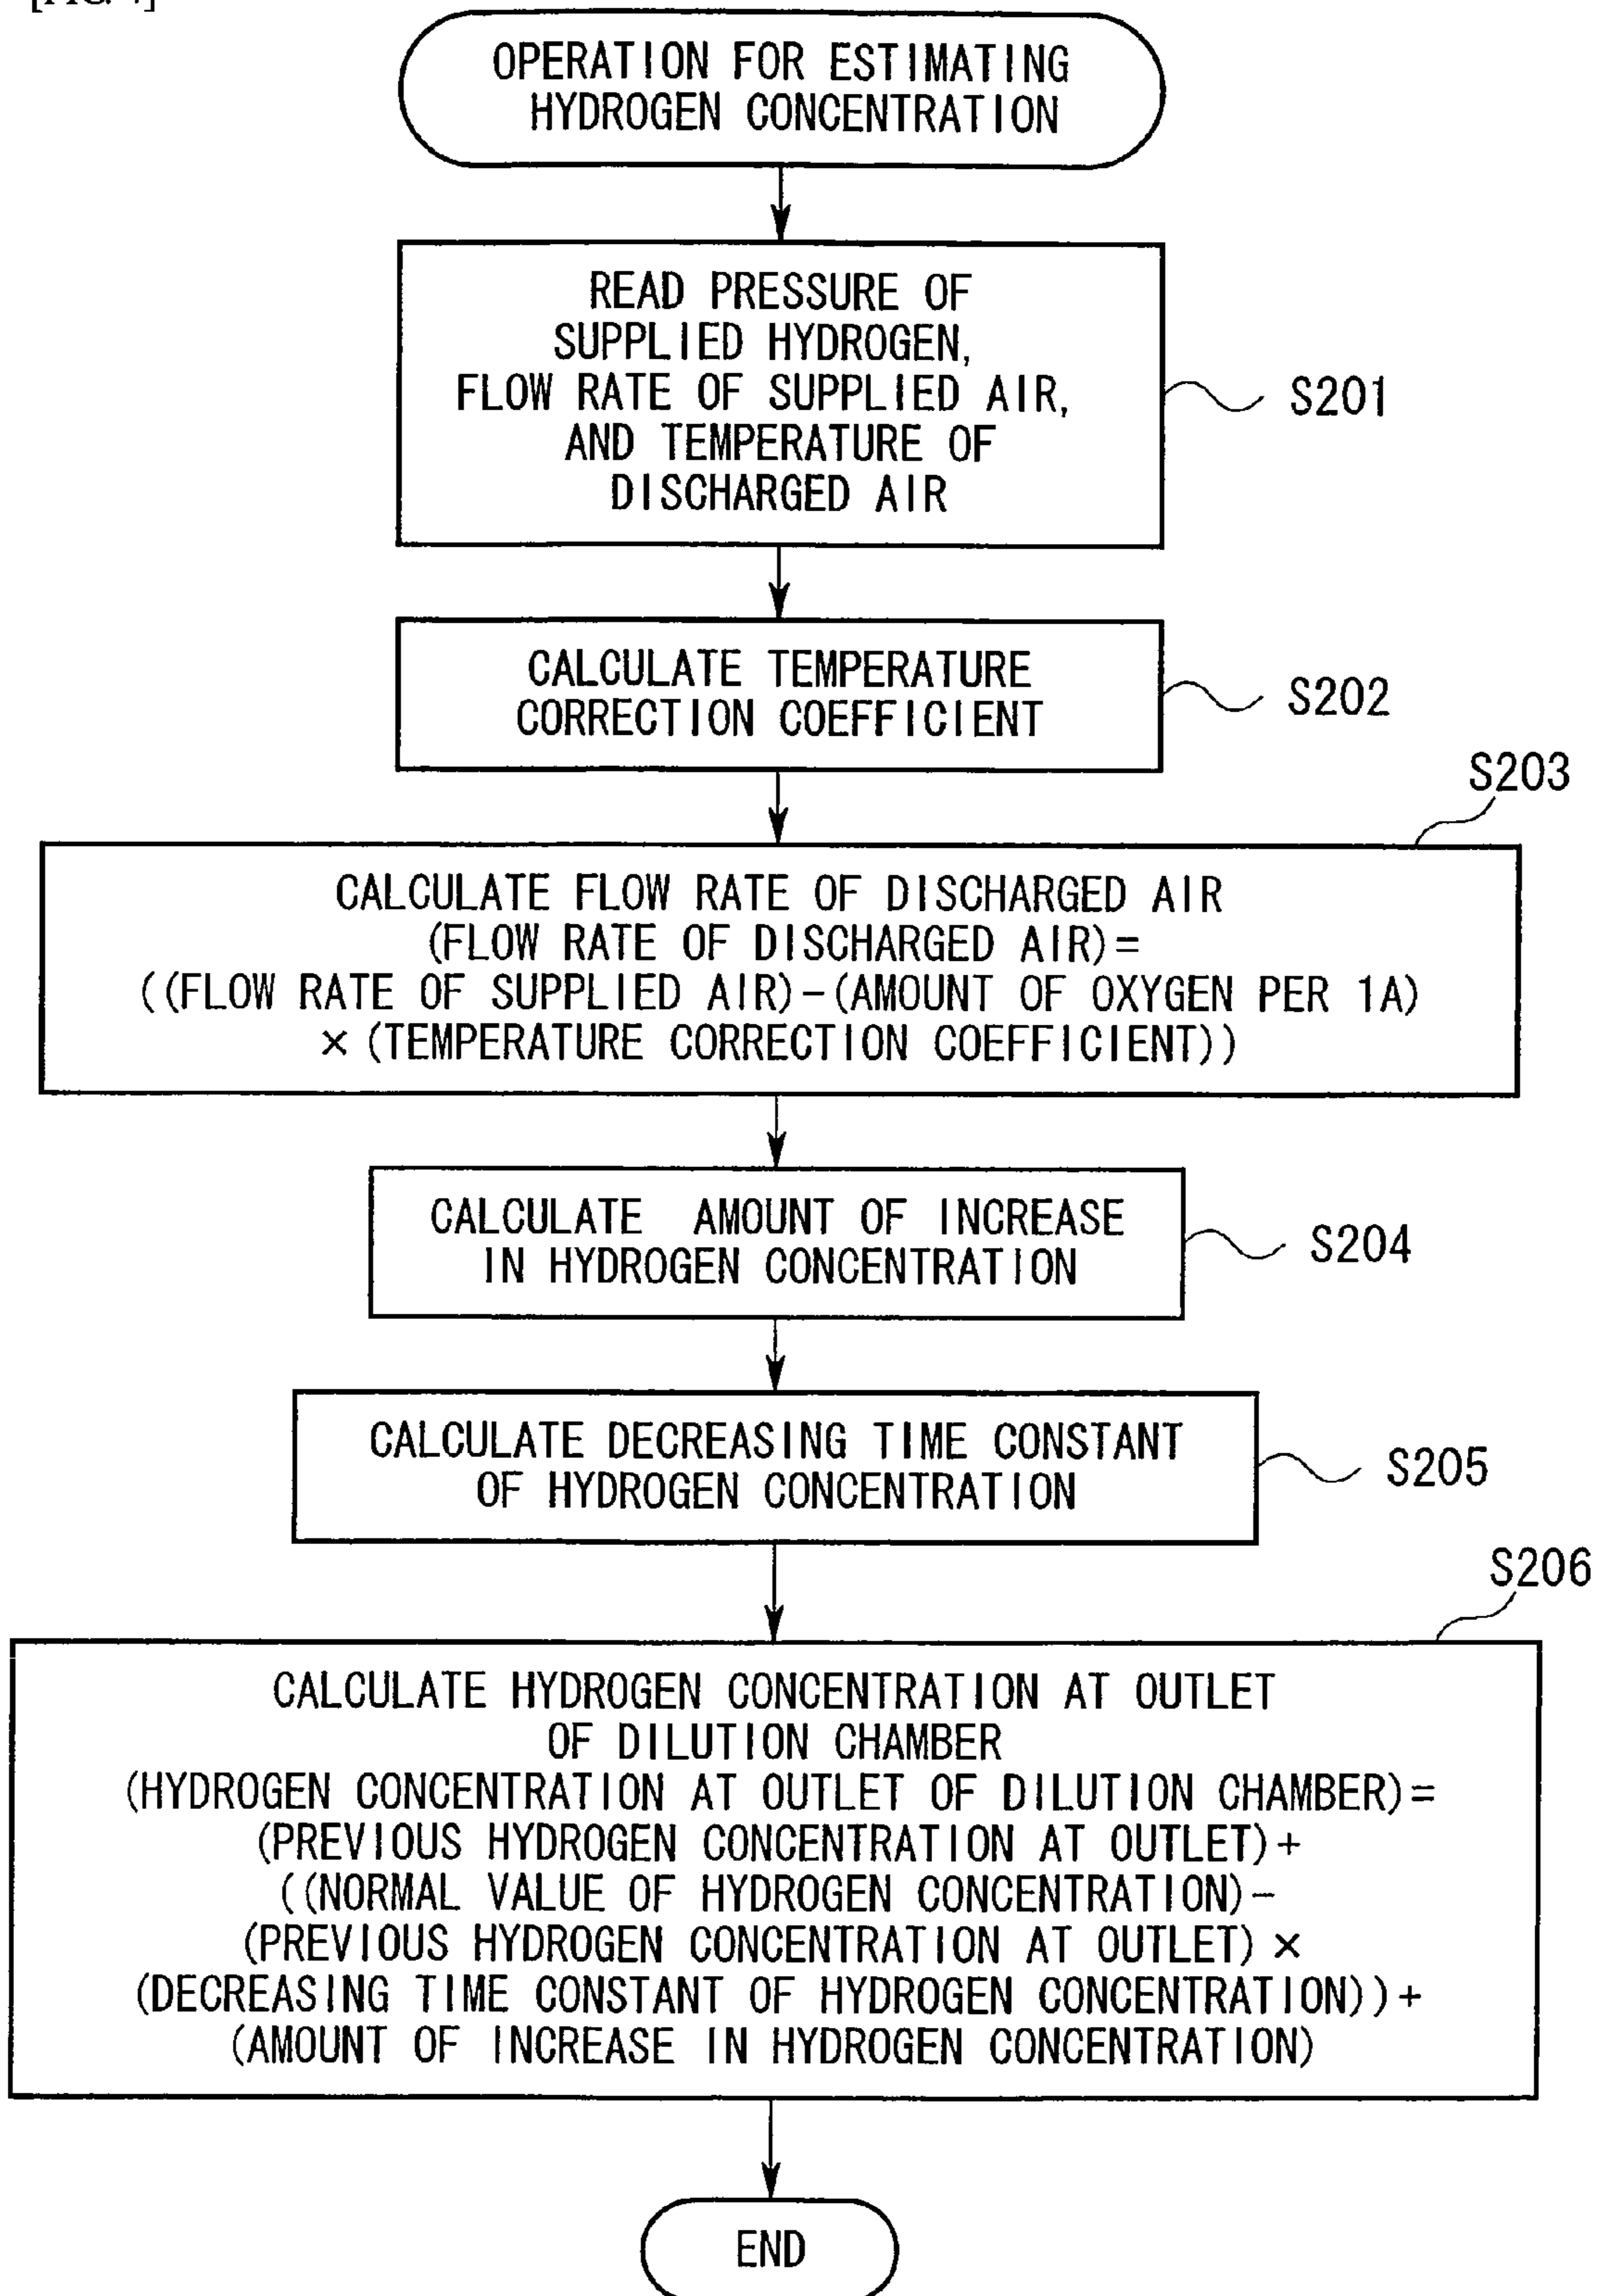 OPERATION FOR ESTIMATING
HYDROGEN CONCENTRATION
READ PRESSURE OF
SUPPLIED HYDROGEN,
FLOW RATE OF SUPPLIED AIR,
AND TEMPERATURE OF
DISCHARGED AIR
S201
CALCULATE TEMPERATURE
CORRECTION COEFFICIENT
S202
S203
CALCULATE FLOW RATE OF DISCHARGED AIR
(FLOW RATE OF DISCHARGED AIR)=
((FLOW RATE OF SUPPLIED AIR)-(AMOUNT OF OXYGEN PER 1A)
×(TEMPERATURE CORRECTION COEFFICIENT))
CALCULATE AMOUNT OF INCREASE
IN HYDROGEN CONCENTRATION
S204
CALCULATE DECREASING TIME CONSTANT
OF HYDROGEN CONCENTRATION
S205
S206
CALCULATE HYDROGEN CONCENTRATION AT OUTLET
OF DILUTION CHAMBER
(HYDROGEN CONCENTRATION AT OUTLET OF DILUTION CHAMBER)=
(PREVIOUS HYDROGEN CONCENTRATION AT OUTLET)+
((NORMAL VALUE OF HYDROGEN CONCENTRATION)-
(PREVIOUS HYDROGEN CONCENTRATION AT OUTLET)×
(DECREASING TIME CONSTANT OF HYDROGEN CONCENTRATION))+
(AMOUNT OF INCREASE IN HYDROGEN CONCENTRATION)
END